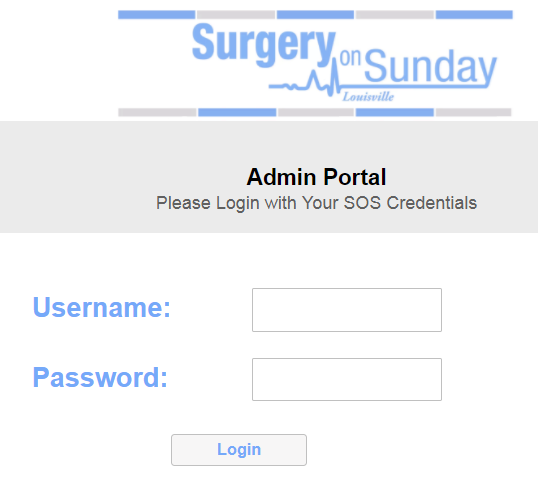 Surgery
on Sunday
Louisville
Admin Portal
Please Login with Your SOS Credentials
Username:
Password:
Login